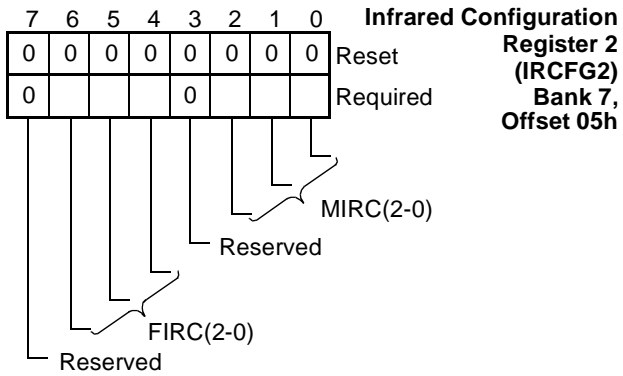 7 6 5 4 3 2 1 0
Infrared Configuration
Register 2
(IRCFG2)
Bank 7,
Offset 05h
0 0 0 0 0 0 0 0 Reset
0 0 Required
MIRC(2-0)
Reserved
FIRC(2-0)
Reserved